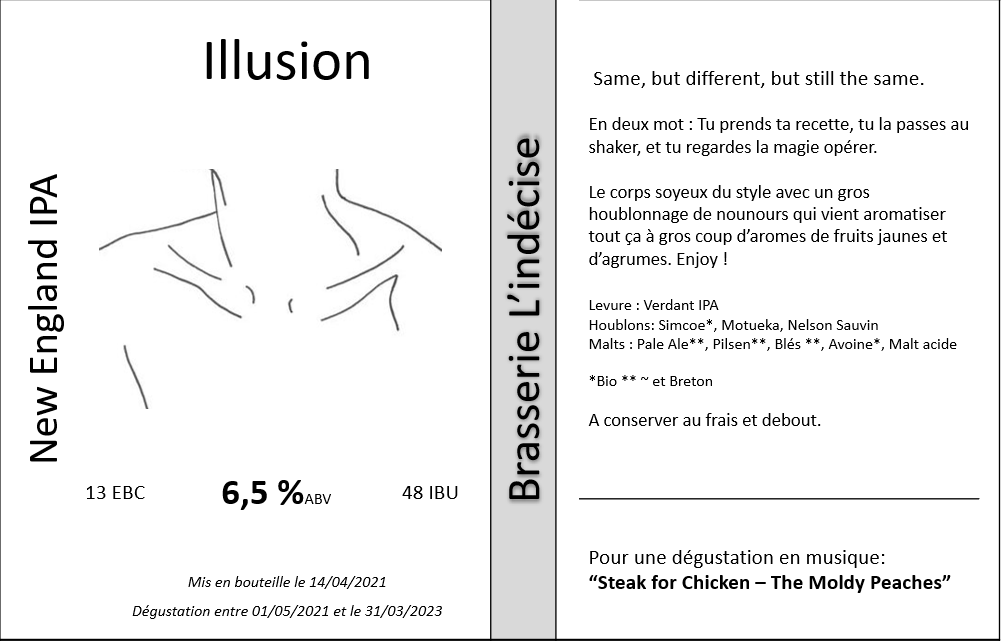 Illusion
New England IPA
13 EBC
6,5 %ABV
48 IBU
Mis en bouteille le 14/04/2021
Dégustation entre 01/05/2021 et le 31/03/2023
Brasserie L’indécise
Same, but different, but still the same.
En deux mot : Tu prends ta recette, tu la passes au
shaker, et tu regardes la magie opérer.
Le corps soyeux du style avec un gros
houblonnage de nounours qui vient aromatiser
tout ça à gros coup d’aromes de fruits jaunes et
d’agrumes. Enjoy !
Levure : Verdant IPA
Houblons: Simcoe*, Motueka, Nelson Sauvin
Malts : Pale Ale**, Pilsen**, Blés **, Avoine*, Malt acide
*Bio ** ~ et Breton
A conserver au frais et debout.
Pour une dégustation en musique:
“Steak for Chicken – The Moldy Peaches”